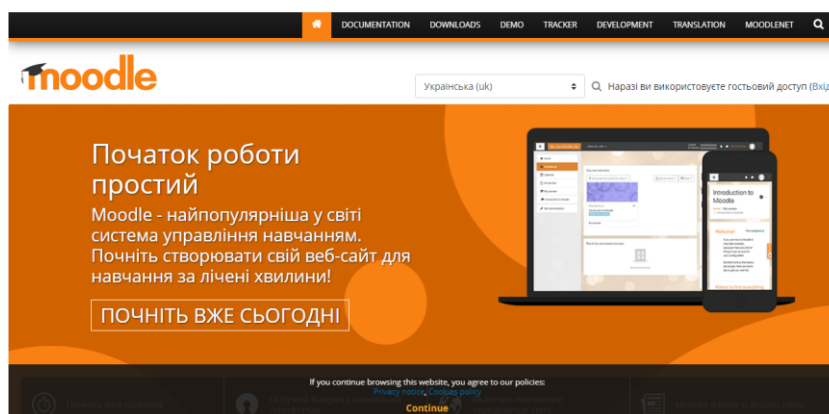 DOCUMENTATION DOWNLOADS DEMO TRACKER DEVELOPMENT TRANSLATION MOODLENET
moodle
Українська (uk)
Наразі ви використовуєте гостьовий доступ (Вхід
Початок роботи
простий
Moodle - найпопулярніша у світі
система управління навчанням.
Почніть створювати свій веб-сайт для
навчання за лічені хвилини!
ПОЧНІТЬ ВЖЕ СЬОГОДНІ
Introduction to
Moodle
If you continue browsing this website, you agree to our policies:
Privacy notice, Cookies policy
Continue